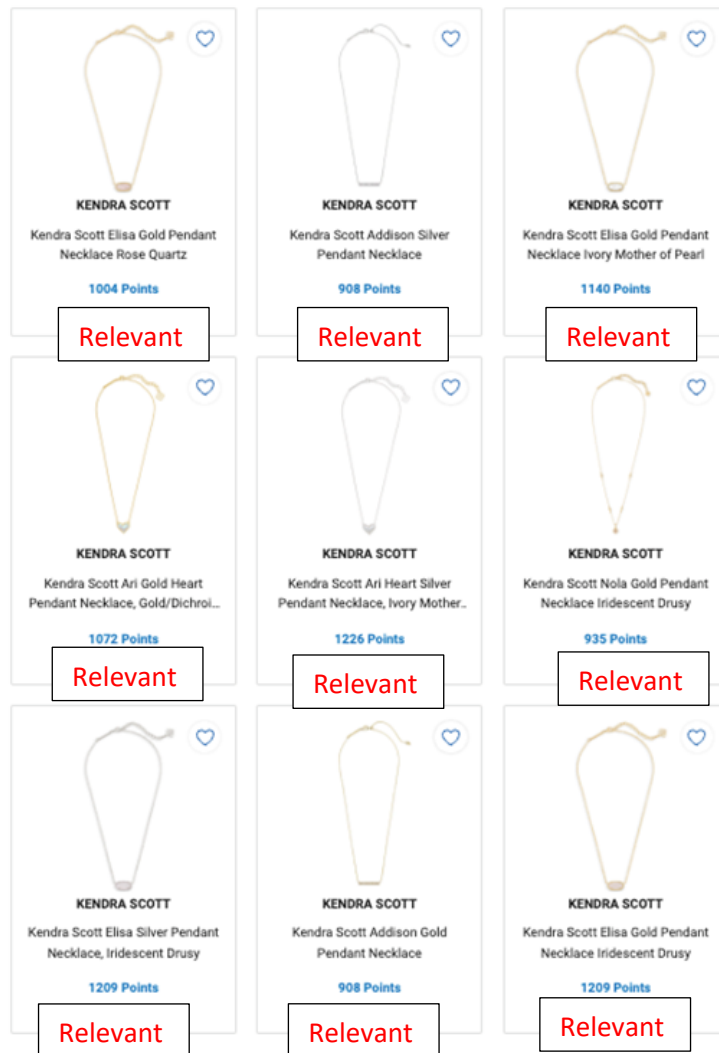 KENDRA SCOTT
Kendra Scott Elisa Gold Pendant
Necklace Rose Quartz
1004 Points
Relevant
KENDRA SCOTT
Kendra Scott Addison Silver
Pendant Necklace
908 Points
Relevant
KENDRA SCOTT
Kendra Scott Elisa Gold Pendant
Necklace Ivory Mother of Pearl
1140 Points
Relevant
KENDRA SCOTT
Kendra Scott Ari Gold Heart
Pendant Necklace, Gold/Dichroi...
1072 Points
Relevant
KENDRA SCOTT
Kendra Scott Ari Heart Silver
Pendant Necklace, Ivory Mother..
1226 Points
Relevant
KENDRA SCOTT
Kendra Scott Nola Gold Pendant
Necklace Iridescent Drusy
935 Points
Relevant
KENDRA SCOTT
Kendra Scott Elisa Silver Pendant
Necklace, Iridescent Drusy
1209 Points
Relevant
KENDRA SCOTT
Kendra Scott Addison Gold
Pendant Necklace
908 Points
Relevant
KENDRA SCOTT
Kendra Scott Elisa Gold Pendant
Necklace Iridescent Drusy
1209 Points
Relevant